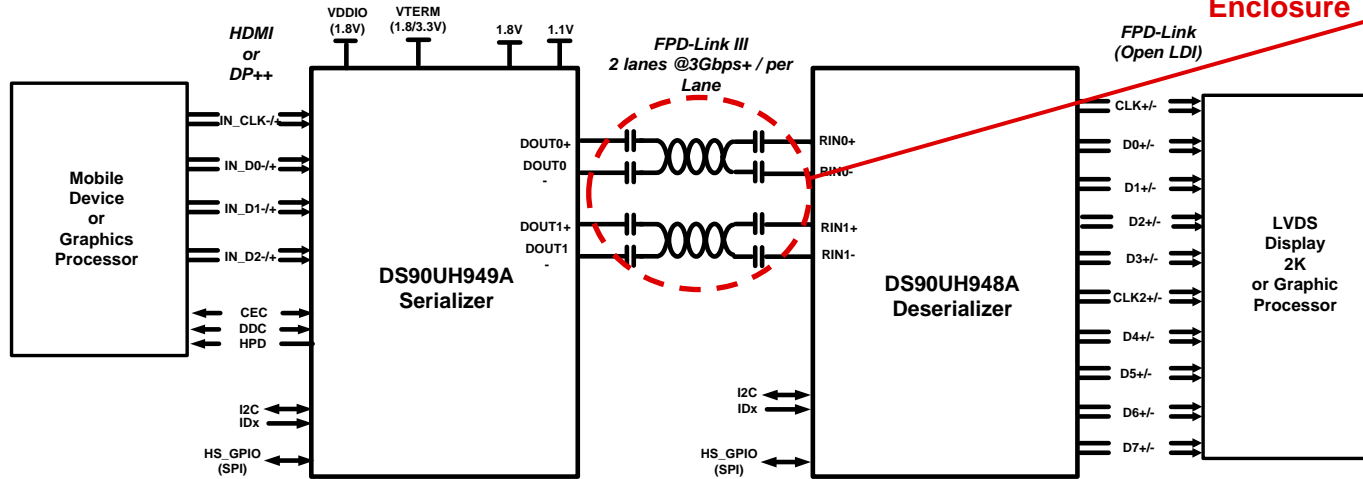 Enclosure
VDDIO
(1.8V)
VTERM
(1.8/3.3V)
1.8V
1.1V
HDMI
or
DP++
FPD-Link III
2 lanes @3Gbps+ / per
Lane
FPD-Link
(Open LDI)
Mobile
Device
or
Graphics
Processor
IN_CLK-/+
IN_D0-/+
IN_D1-/+
IN_D2-/+
CEC
DDC
HPD
I2C
IDx
HS_GPIO
(SPI)
DS90UH949A
Serializer
DOUT0+
DOUT0
-
DOUT1+
DOUT1
-
RIN0+
RIN0-
RIN1+
RIN1-
DS90UH948A
Deserializer
I2C
IDx
HS_GPIO
(SPI)
CLK+/-
D0+/-
D1+/-
D2+/-
D3+/-
CLK2+/-
D4+/-
D5+/-
D6+/-
D7+/-
LVDS
Display
2K
or Graphic
Processor